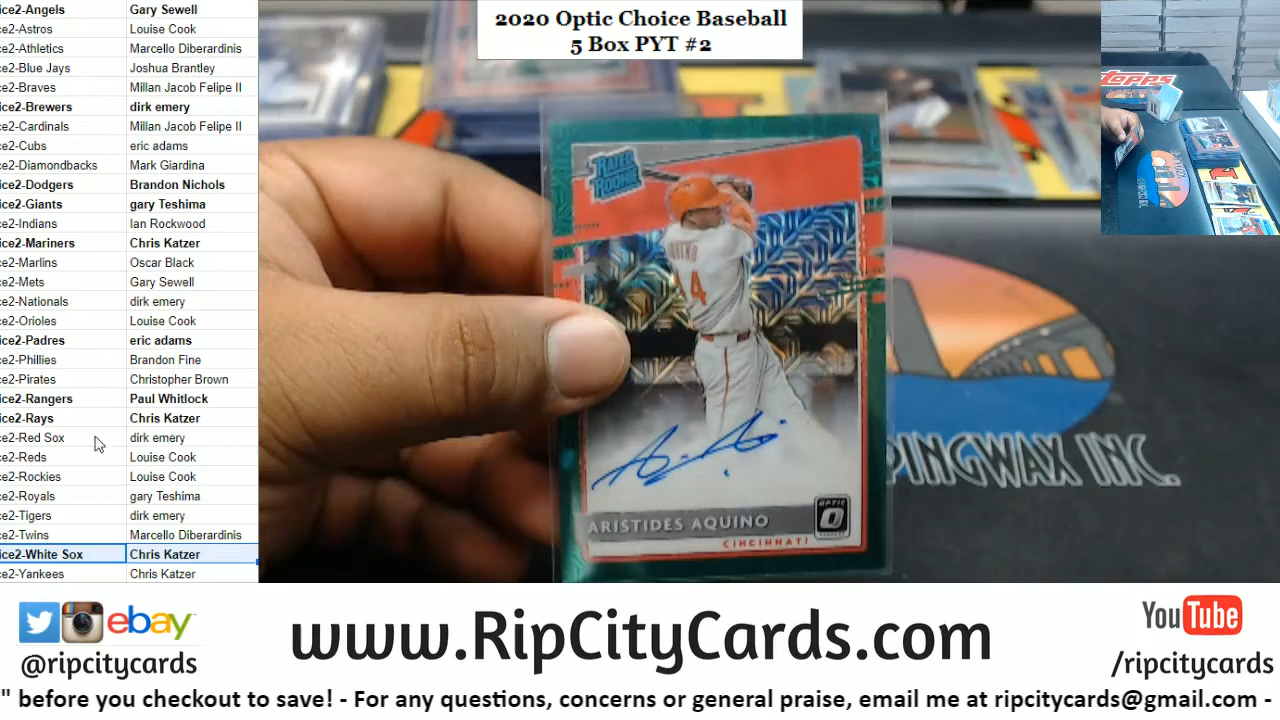 ice2-Angels Gary Sewell
ce2-Astros Louise Cook
ce2-Athletics Marcello Diberardinis
ce2-Blue Jays Joshua Brantley
ce2-Braves Millan Jacob Felipe II
ice2-Brewers dirk emery
ce2-Cardinals Millan Jacob Felipe II
ce2-Cubs eric adams
ce2-Diamondbacks Mark Giardina
ice2-Dodgers Brandon Nichols
ice2-Giants gary Teshima
ce2-Indians Ian Rockwood
ice2-Mariners Chris Katzer
ce2-Marlins Oscar Black
ce2-Mets Gary Sewell
ce2-Nationals dirk emery
ce2-Orioles Louise Cook
ice2-Padres eric adams
ce2-Phillies Brandon Fine
ce2-Pirates Christopher Brown
ice2-Rangers Paul Whitlock
ice2-Rays Chris Katzer
ce2-Red Sox dirk emery
ce2-Reds Louise Cook
ce2-Rockies Louise Cook
ce2-Royals gary Teshima
ce2-Tigers dirk emery
ce2-Twins Marcello Diberardinis
ice2-White Sox Chris Katzer
ce2-Yankees Chris Katzer
2020 Optic Choice Baseball
5 Box PYT #2
RATED
ROOKIE
14
ARISTIDES AQUINO
OPTIC
CINCINNATI
PINGWAX INC.
TOPPS
ebay
@ripcitycards
www.RipCityCards.com
YouTube
/ripcitycards
" before you checkout to save! - For any questions, concerns or general praise, email me at ripcitycards@gmail.com -